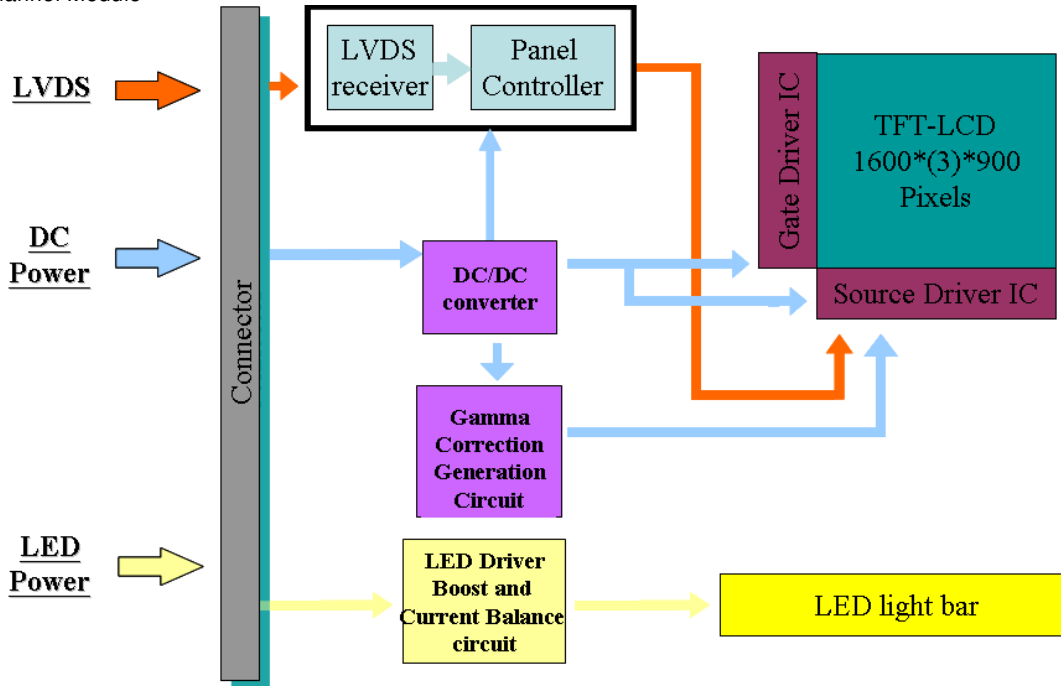 LVDS
DC
Power
LED
Power
Connector
LVDS
receiver
Panel
Controller
DC/DC
converter
Gamma
Correction
Generation
Circuit
LED Driver
Boost and
Current Balance
circuit
Gate Driver IC
TFT-LCD
1600*(3)*900
Pixels
Source Driver IC
LED light bar